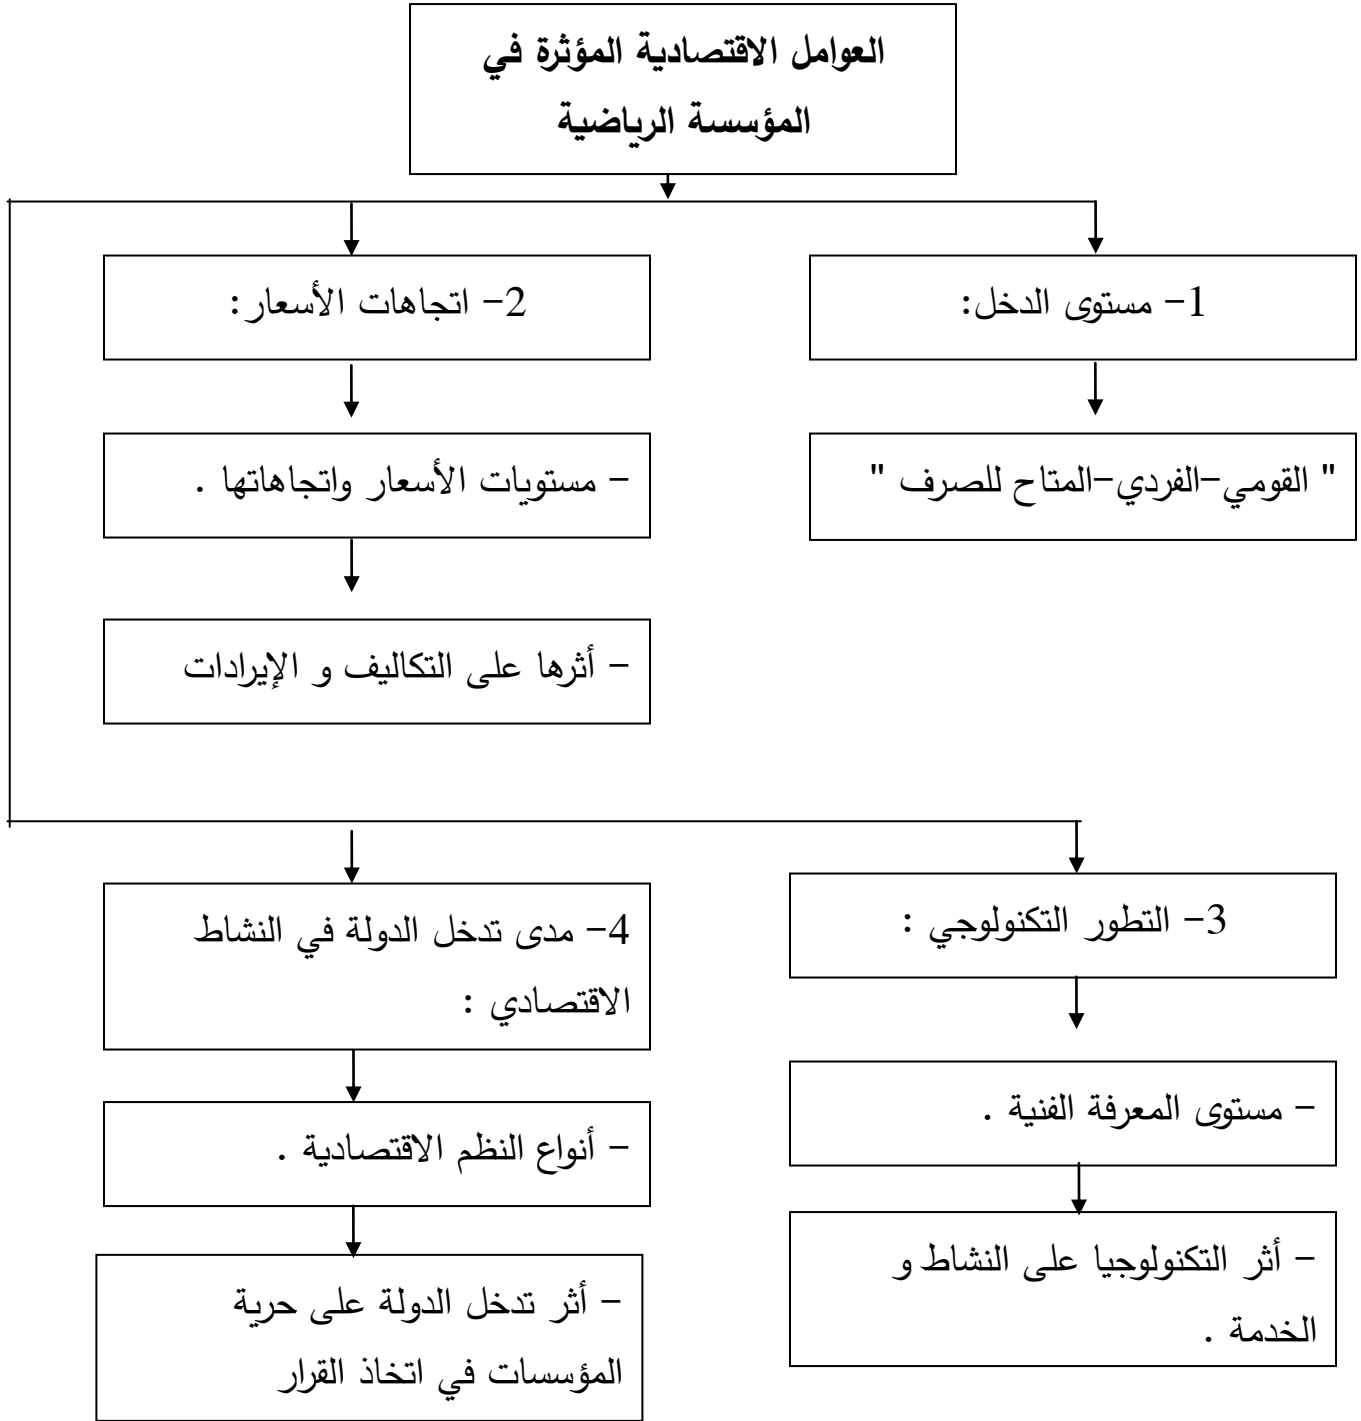 العوامل الاقتصادية المؤثرة في
المؤسسة الرياضية
1- مستوى الدخل:
" القومي-الفردي-المتاح للصرف "
2- اتجاهات الأسعار:
- مستويات الأسعار واتجاهاتها .
- أثرها على التكاليف و الإيرادات
3- التطور التكنولوجي :
- مستوى المعرفة الفنية .
- أثر التكنولوجيا على النشاط و
الخدمة .
4- مدى تدخل الدولة في النشاط
الاقتصادي :
- أنواع النظم الاقتصادية .
- أثر تدخل الدولة على حرية
المؤسسات في اتخاذ القرار